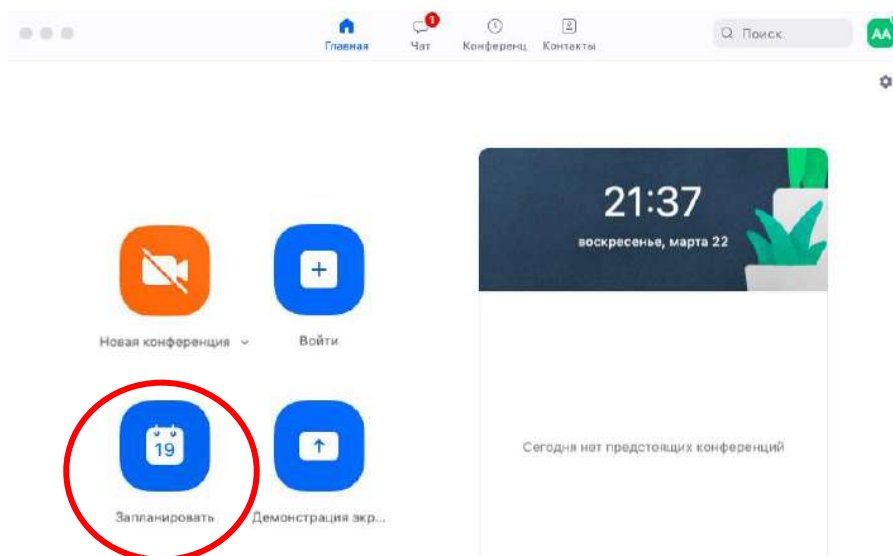 1
Главная
Чат
Конференц
Контакты
Поиск
AA
21:37
воскресенье, марта 22
Новая конференция
Войти
19
Запланировать
Демонстрация экр...
Сегодня нет предстоящих конференций